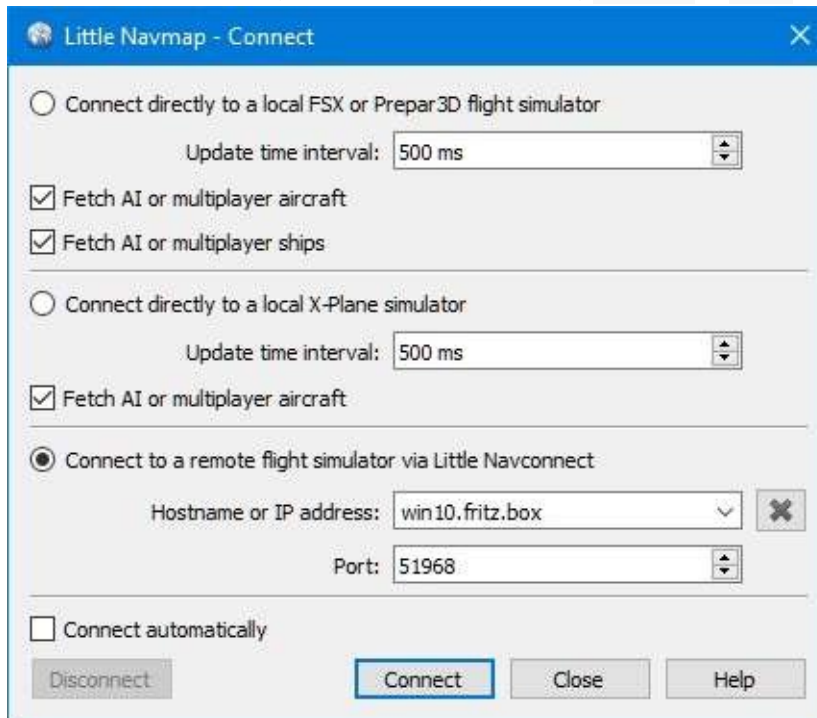 Little Navmap - Connect
Connect directly to a local FSX or Prepar3D flight simulator
Update time interval: 500 ms
Fetch AI or multiplayer aircraft
Fetch AI or multiplayer ships
Connect directly to a local X-Plane simulator
Update time interval: 500 ms
Fetch AI or multiplayer aircraft
Connect to a remote flight simulator via Little Navconnect
Hostname or IP address: win10.fritz.box
Port: 51968
Connect automatically
Disconnect Connect Close Help